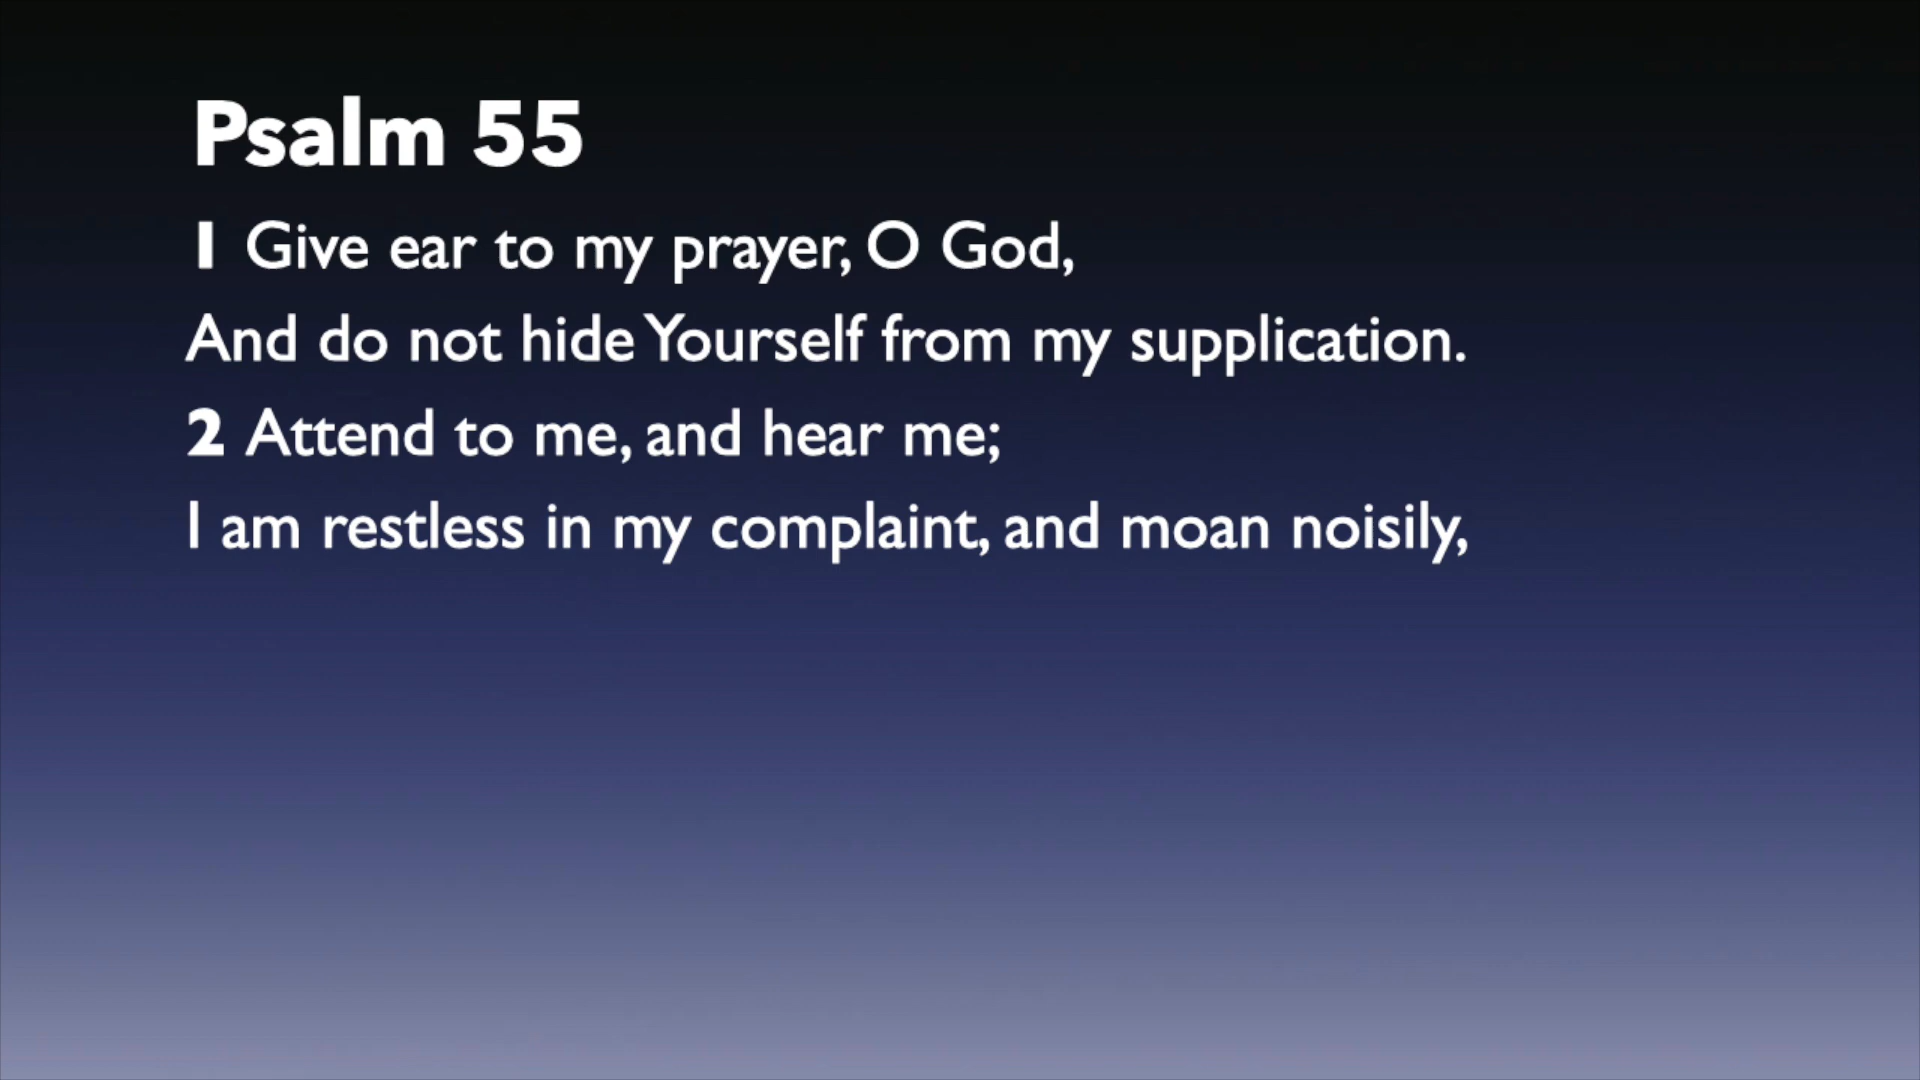 Psalm 55
1 Give ear to my prayer, O God,
And do not hide Yourself from my supplication.
2 Attend to me, and hear me;
I am restless in my complaint, and moan noisily,